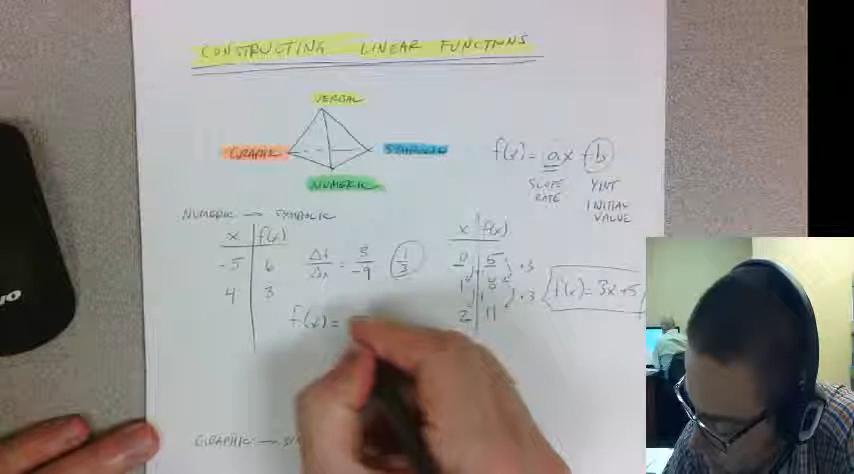 CONSTRUCTING LINEAR FUNCTIONS
VERBAL
GRAPHIC
SYMBOLIC
NUMERIC
f(x) = ax + b
SLOPE
RATE
YINT
INITIAL
VALUE
NUMERIC → SYMBOLIC
x f(x)
-5 6
4 3
Δf/Δx = 3/-9 1/3
f(x) =
x f(x)
0 5
1 8
2 11
+3
+3
f(x) = 3x+5
GRAPHIC →